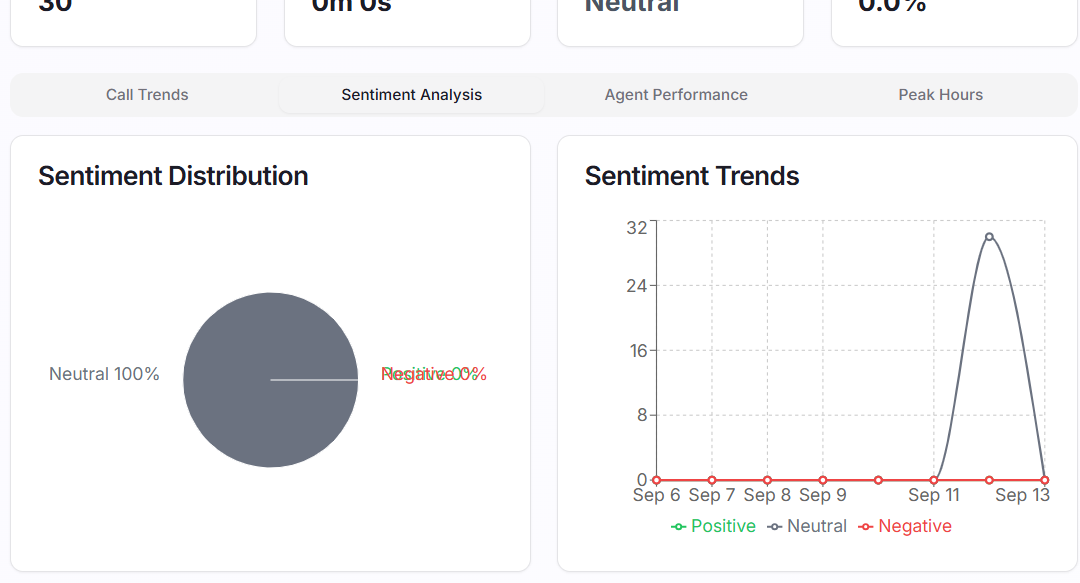 30
0m 0s
Neutral
0.0%
Call Trends
Sentiment Analysis
Agent Performance
Peak Hours
Sentiment Distribution
Neutral 100%
Positive 0%
Negative 0%
Sentiment Trends
32
24
16
8
0
Sep 6 Sep 7 Sep 8 Sep 9 Sep 11 Sep 13
Positive Neutral Negative